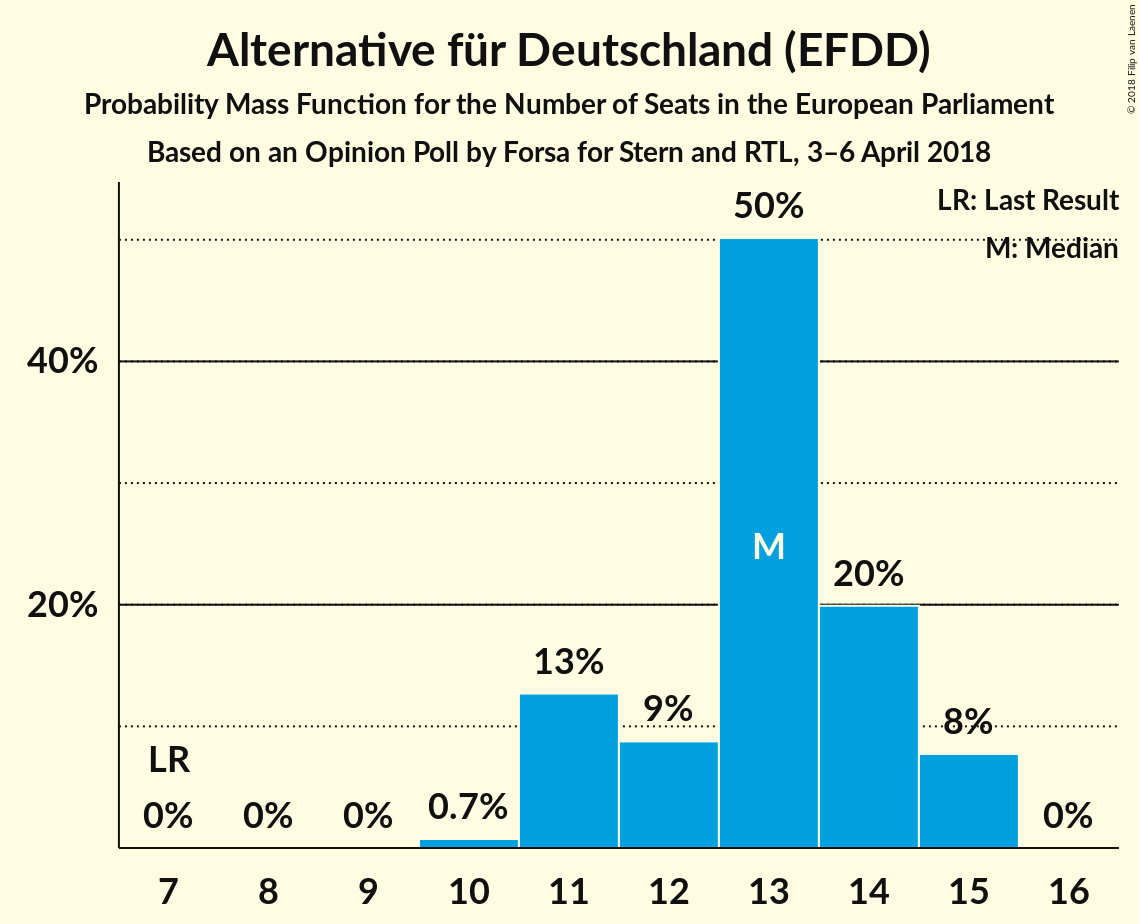 Alternative für Deutschland (EFDD)
Probability Mass Function for the Number of Seats in the European Parliament
Based on an Opinion Poll by Forsa for Stern and RTL, 3–6 April 2018
© 2018 Filip van Laenen
LR: Last Result
M: Median
50%
40%
M
20%
20%
13%
9%
8%
LR
0%
0%
0%
0.7%
0%
7 8 9 10 11 12 13 14 15 16